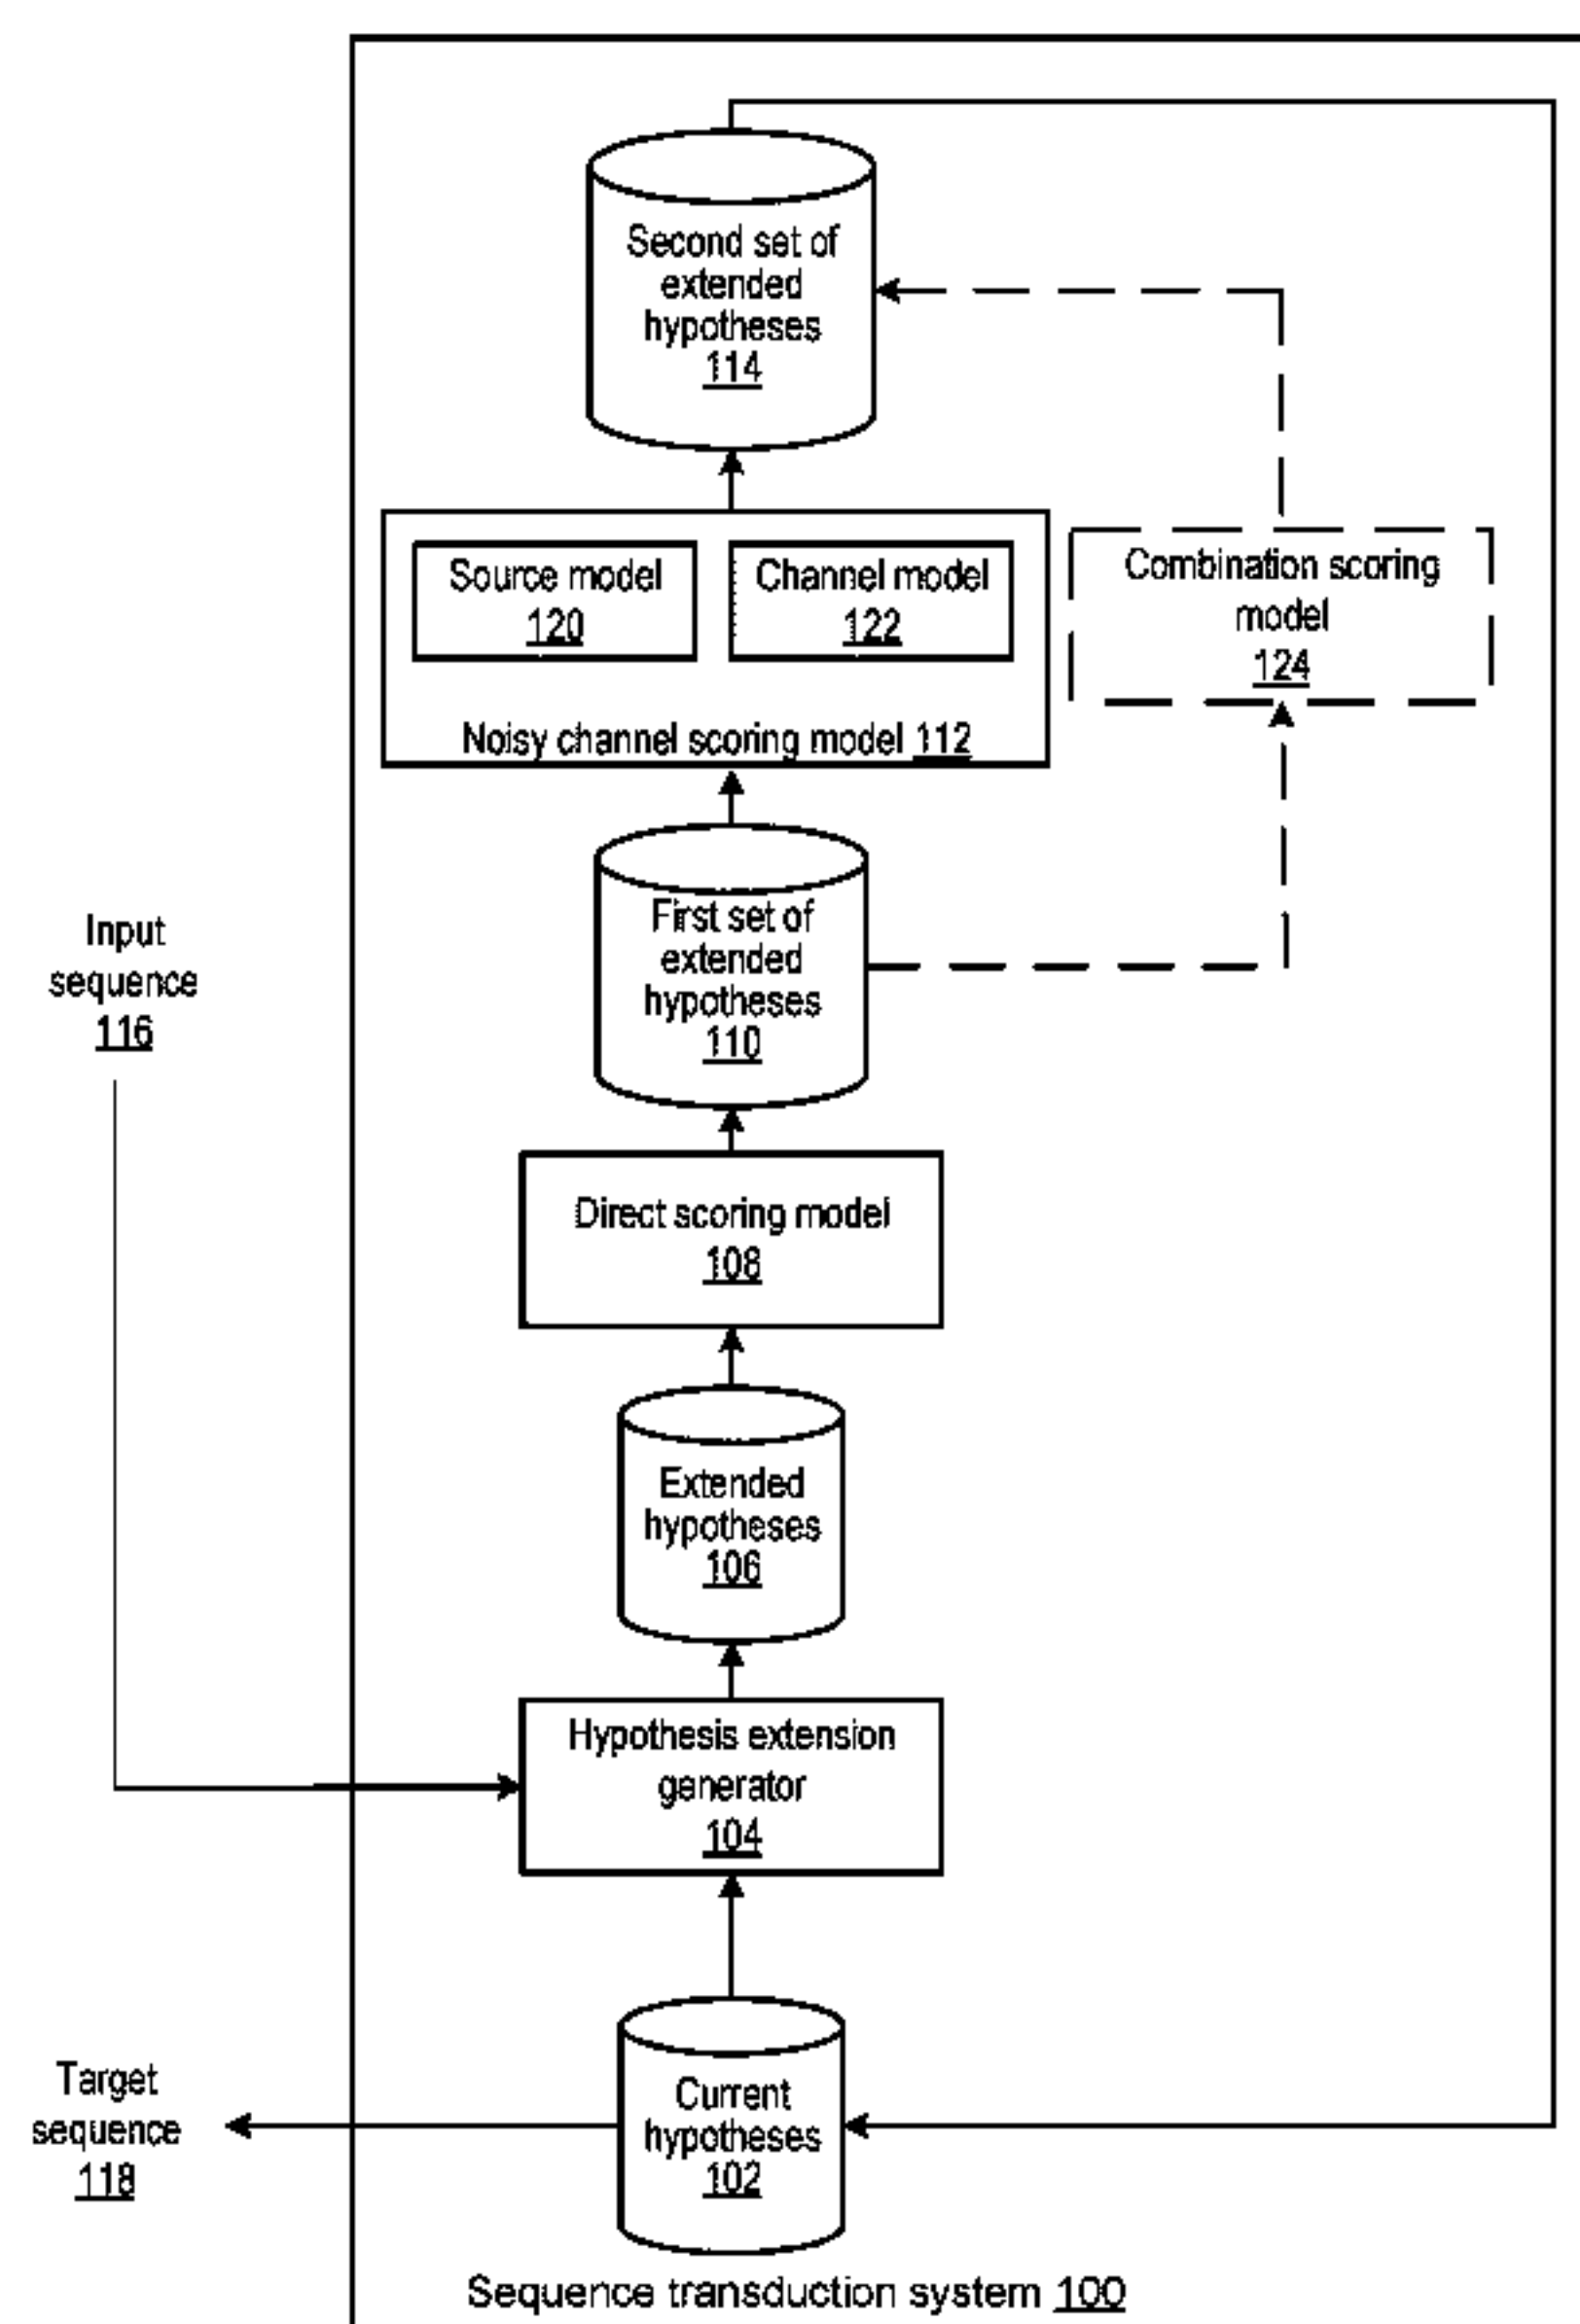 Second set of
extended
hypotheses
114
Source model
120
Channel model
122
Noisy channel scoring model 112
Combination scoring
model
124
First set of
extended
hypotheses
110
Input
sequence
116
Direct scoring model
108
Extended
hypotheses
106
Hypothesis extension
generator
104
Current
hypotheses
102
Target
sequence
118
Sequence transduction system 100